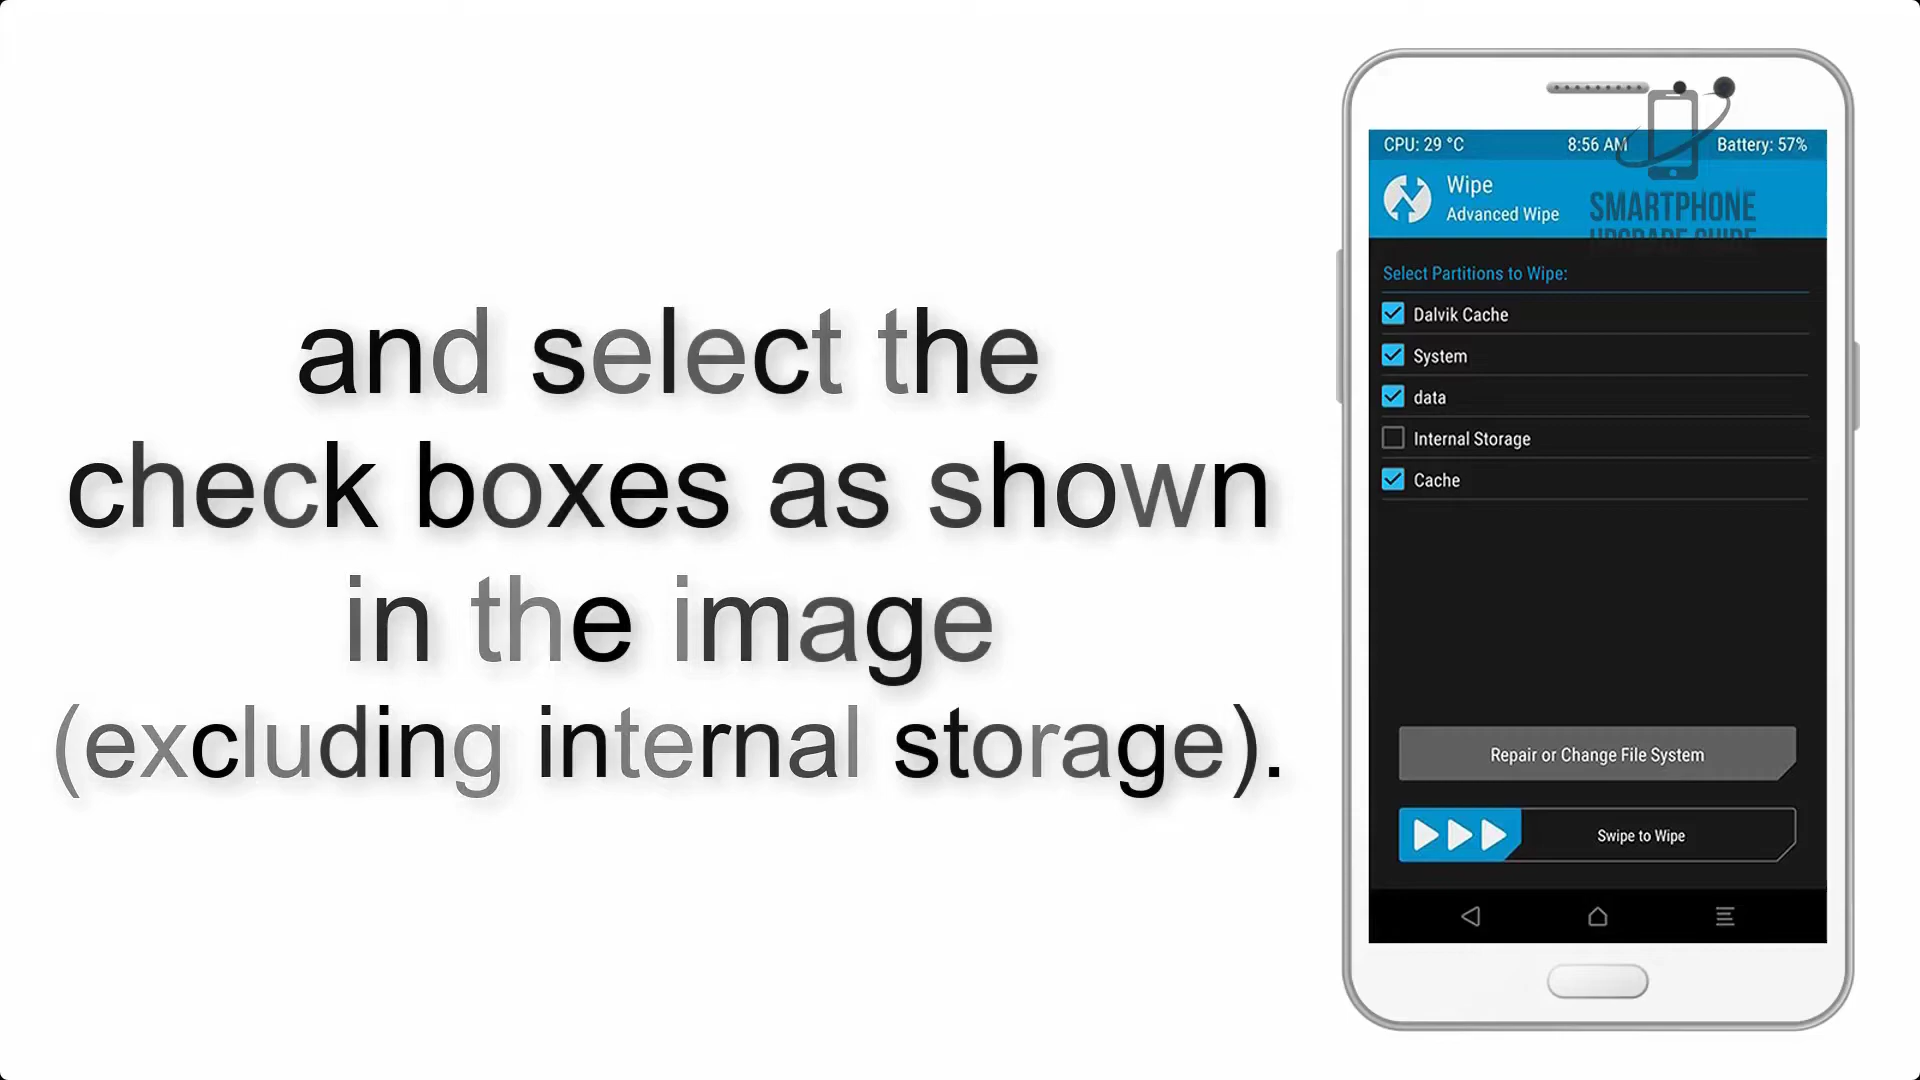 and select the
check boxes as shown
in the image
(excluding internal storage).
CPU: 29 °C 8:56 AM Battery: 57%
Wipe
Advanced Wipe
SMARTPHONE
UPGRADE GUIDE
Select Partitions to Wipe:
Dalvik Cache
System
data
Internal Storage
Cache
Repair or Change File System
Swipe to Wipe